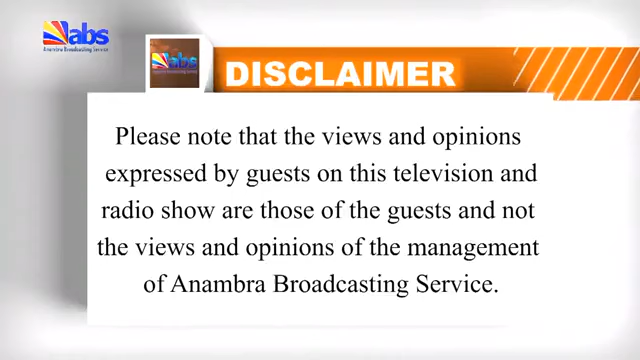 abs
Anambra Broadcasting Service
abs
DISCLAIMER
Please note that the views and opinions
expressed by guests on this television and
radio show are those of the guests and not
the views and opinions of the management
of Anambra Broadcasting Service.